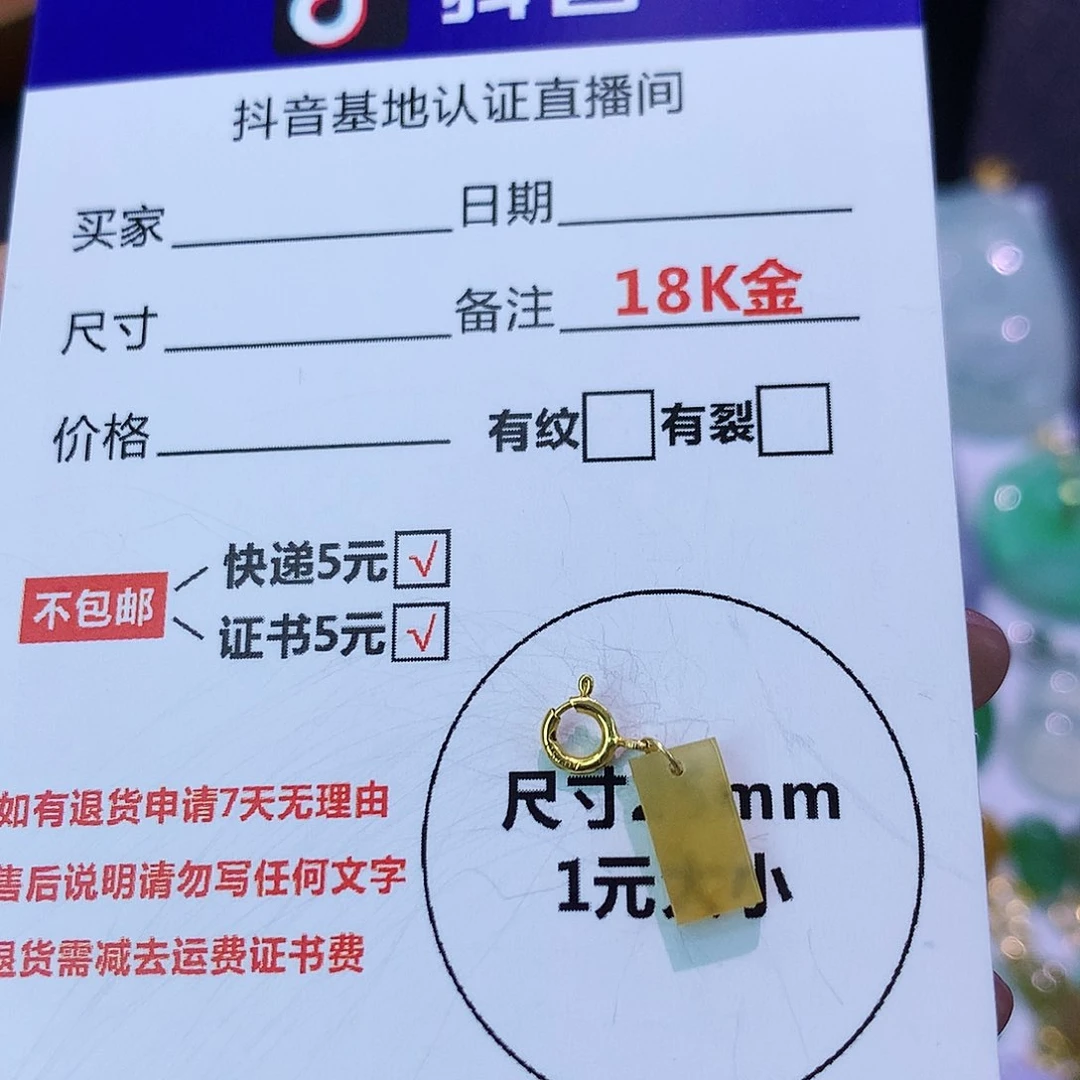 抖音基地认证直播间
买家 日期
尺寸 备注 18K金
价格 有纹 有裂
不包邮 快递5元 √
证书5元 √
尺寸 mm
1元 小
如有退货申请7天无理由
售后说明请勿写任何文字
退货需减去运费证书费